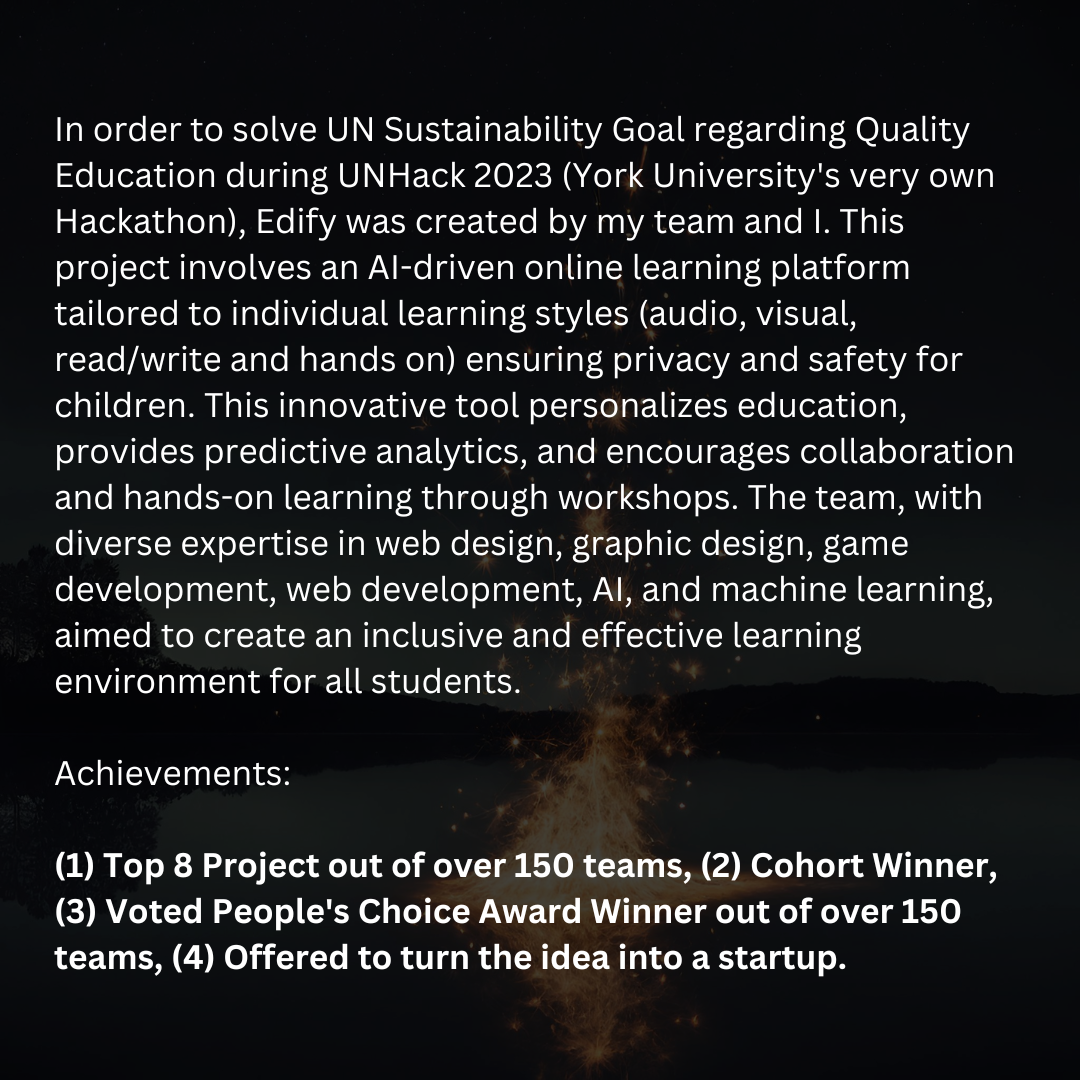 In order to solve UN Sustainability Goal regarding Quality
Education during UNHack 2023 (York University's very own
Hackathon), Edify was created by my team and I. This
project involves an AI-driven online learning platform
tailored to individual learning styles (audio, visual,
read/write and hands on) ensuring privacy and safety for
children. This innovative tool personalizes education,
provides predictive analytics, and encourages collaboration
and hands-on learning through workshops. The team, with
diverse expertise in web design, graphic design, game
development, web development, AI, and machine learning,
aimed to create an inclusive and effective learning
environment for all students.
Achievements:
(1) Top 8 Project out of over 150 teams, (2) Cohort Winner,
(3) Voted People's Choice Award Winner out of over 150
teams, (4) Offered to turn the idea into a startup.